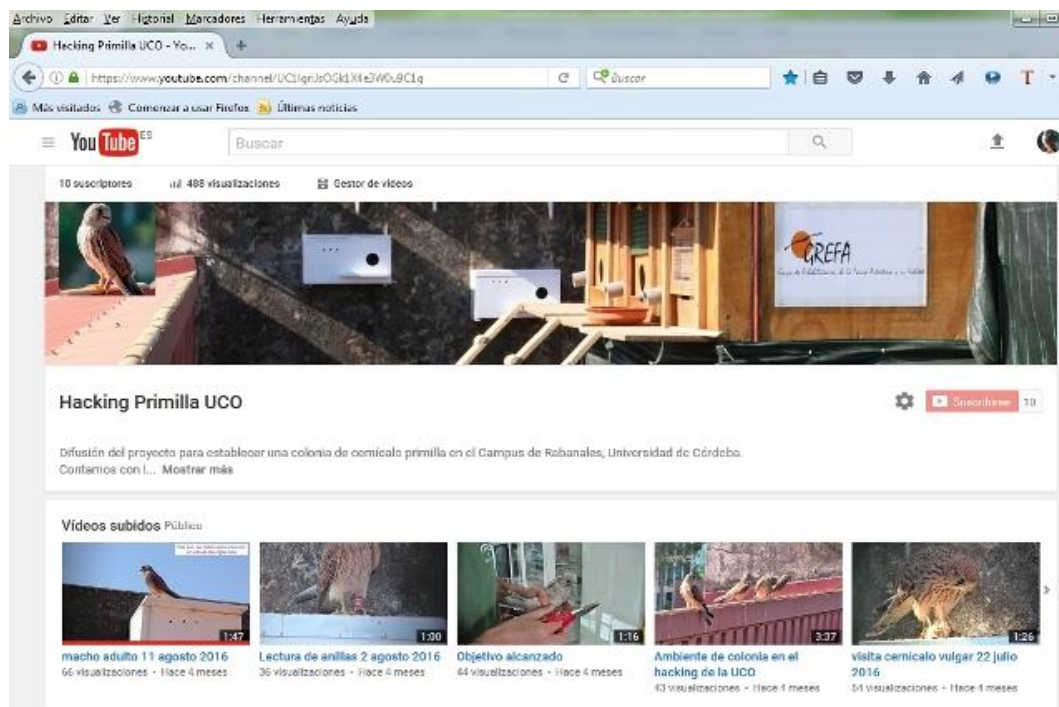 Archivo Editar Ver Historial Marcadores Herramientas Ayuda
Hacking Primilla UCO - Yo... × +
https://www.youtube.com/channel/ Buscar
Más visitados Comenzar a usar Firefox Últimas noticias
YouTube ES Buscar
10 suscriptores 488 visualizaciones Gestor de vídeos
GREFA
Hacking Primilla UCO
Suscribirse 10
Difusión del proyecto para establecer una colonia de cernícalo primilla en el Campus de Rabanales, Universidad de Córdoba.
Contamos con l... Mostrar más
Vídeos subidos Público
1:47 1:00 1:16 3:37 1:26
macho adulto 11 agosto 2016
66 visualizaciones • Hace 4 meses
Lectura de anillas 2 agosto 2016
36 visualizaciones • Hace 4 meses
Objetivo alcanzado
44 visualizaciones • Hace 4 meses
Ambiente de colonia en el
hacking de la UCO
43 visualizaciones • Hace 4 meses
visita cernicalo vulgar 22 julio
2016
54 visualizaciones • Hace 4 meses